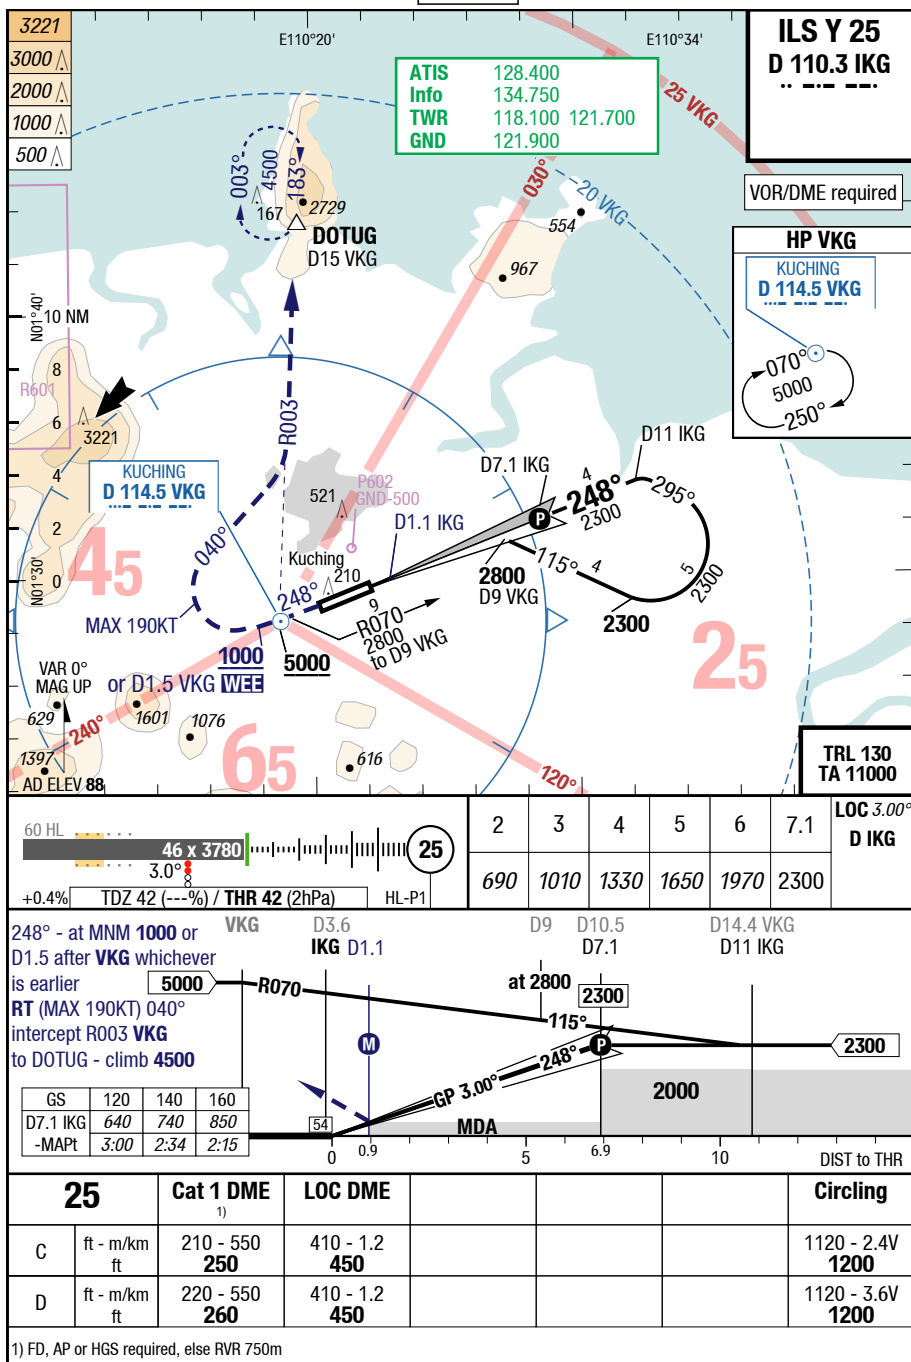 3221
3000
2000
1000
500
E110°20'
E110°34'
ILS Y 25
D 110.3 IKG
ATIS 128.400
Info 134.750
TWR 118.100 121.700
GND 121.900
25 VKG
VOR/DME required
003°
4500
183°
167
2729
DOTUG
D15 VKG
030°
20 VKG
554
967
HP VKG
KUCHING
D 114.5 VKG
070°
5000
250°
N01°40'
10 NM
8
6
4
2
0
N01°30'
R601
3221
R003
KUCHING
D 114.5 VKG
45
040°
MAX 190KT
521
P602
GND-500
Kuching
210
D1.1 IKG
D7.1 IKG
D11 IKG
P
4
248°
2300
295°
5
2300
115°
4
2300
2800
D9 VKG
248°
9
R070
2800
to D9 VKG
1000
or D1.5 VKG WEE
5000
25
VAR 0°
MAG UP
629
1601
1076
240°
1397
AD ELEV 88
65
616
120°
TRL 130
TA 11000
60 HL
46 x 3780
25
3.0°
+0.4%
TDZ 42 (---%) / THR 42 (2hPa)
HL-P1
2 3 4 5 6 7.1 LOC 3.00°
D IKG
690 1010 1330 1650 1970 2300
248° - at MNM 1000 or
D1.5 after VKG whichever
is earlier
RT (MAX 190KT) 040°
intercept R003 VKG
to DOTUG - climb 4500
VKG D3.6 D9 D10.5 D14.4 VKG
IKG D1.1 D7.1 D11 IKG
5000
R070
at 2800
2300
115°
M
P
2300
GP 3.00°
248°
2000
MDA
54
0 0.9 5 6.9 10 DIST to THR
GS 120 140 160
D7.1 IKG 640 740 850
-MAPt 3:00 2:34 2:15
25 Cat 1 DME LOC DME Circling
1)
C ft - m/km 210 - 550 410 - 1.2 1120 - 2.4V
ft 250 450 1200
D ft - m/km 220 - 550 410 - 1.2 1120 - 3.6V
ft 260 450 1200
1) FD, AP or HGS required, else RVR 750m